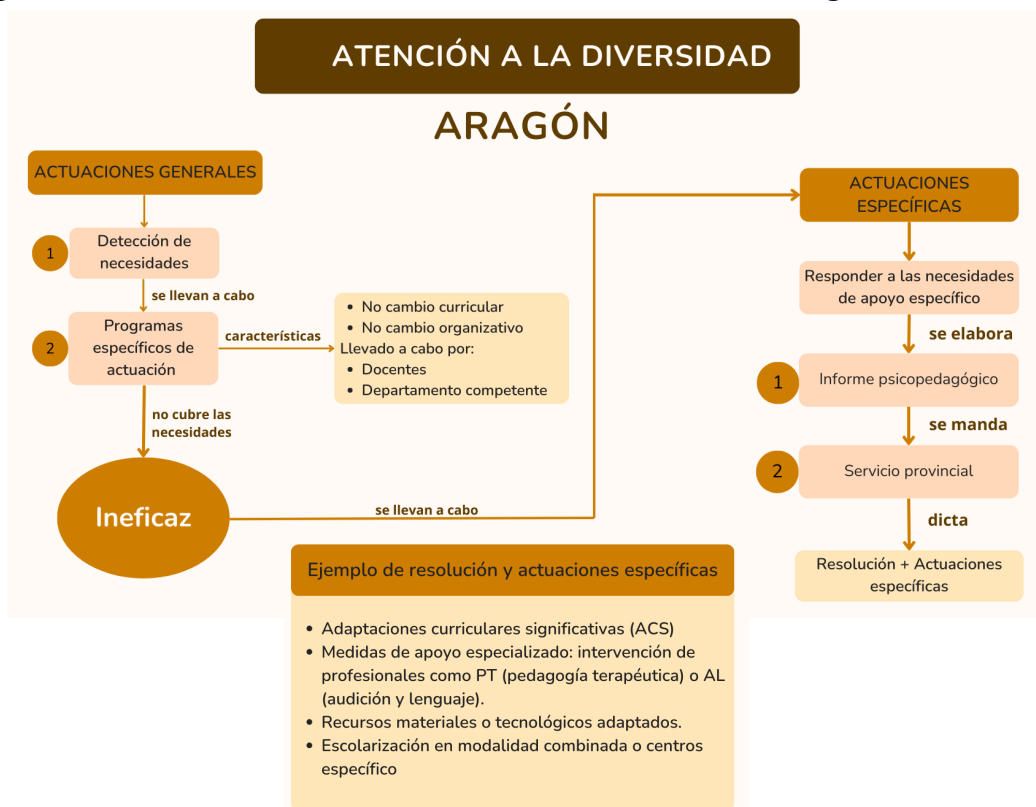 ATENCIÓN A LA DIVERSIDAD
ARAGÓN
ACTUACIONES GENERALES
1
Detección de
necesidades
se llevan a cabo
2
Programas
específicos de
actuación
características
• No cambio curricular
• No cambio organizativo
Llevado a cabo por:
• Docentes
• Departamento competente
no cubre las
necesidades
Ineficaz
se llevan a cabo
ACTUACIONES
ESPECÍFICAS
Responder a las necesidades
de apoyo específico
se elabora
1
Informe psicopedagógico
se manda
2
Servicio provincial
dicta
Resolución + Actuaciones
específicas
Ejemplo de resolución y actuaciones específicas
• Adaptaciones curriculares significativas (ACS)
• Medidas de apoyo especializado: intervención de
profesionales como PT (pedagogía terapéutica) o AL
(audición y lenguaje).
• Recursos materiales o tecnológicos adaptados.
• Escolarización en modalidad combinada o centros
específico